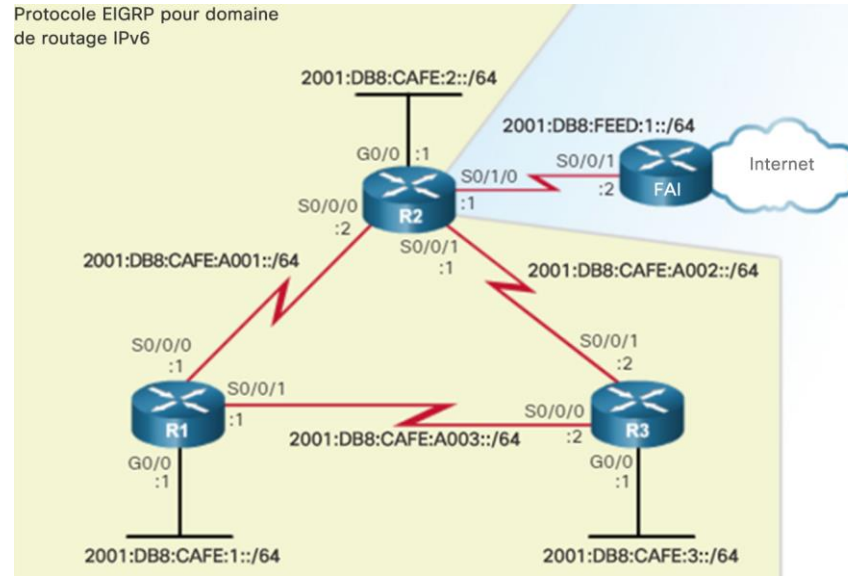 Protocole EIGRP pour domaine
de routage IPv6
2001:DB8:CAFE:2::/64
2001:DB8:FEED:1::/64
G0/0 :1
S0/0/1
Internet
S0/1/0
FAI
:2
S0/0/0
:1
R2
:2
S0/0/1
:1
2001:DB8:CAFE:A001::/64
2001:DB8:CAFE:A002::/64
S0/0/0
:1
S0/0/1
:2
S0/0/1
:1
S0/0/0
:2
R1
R3
2001:DB8:CAFE:A003::/64
G0/0
:1
G0/0
:1
2001:DB8:CAFE:1::/64
2001:DB8:CAFE:3::/64